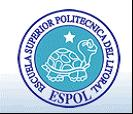 ESCUELA SUPERIOR POLITECNICA DEL LITORAL
ESPOL